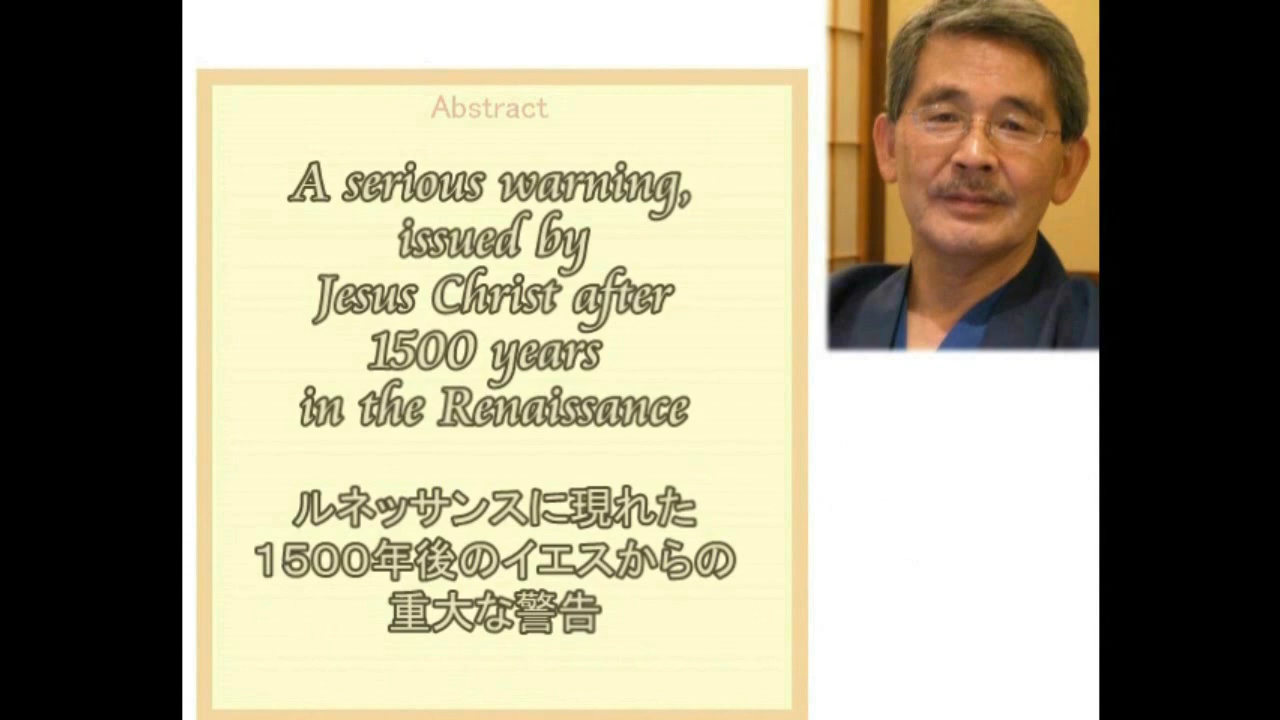 Abstract
A serious warning,
issued by
Jesus Christ after
1500 years
in the Renaissance
ルネッサンスに現れた
１５００年後のイエスからの
重大な警告